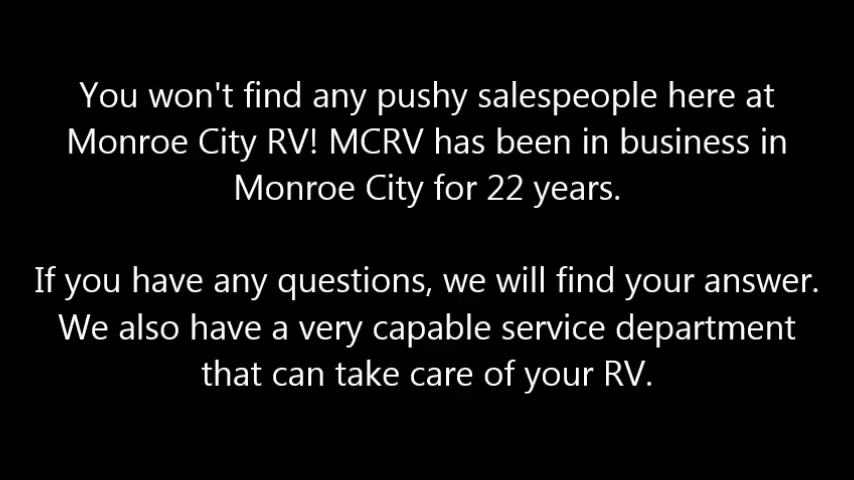 You won't find any pushy salespeople here at
Monroe City RV! MCRV has been in business in
Monroe City for 22 years.
If you have any questions, we will find your answer.
We also have a very capable service department
that can take care of your RV.